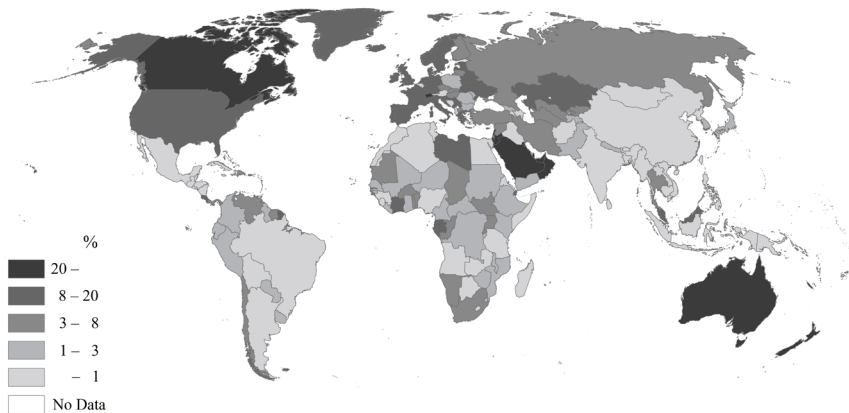 %
20 –
8 – 20
3 – 8
1 – 3
– 1
No Data